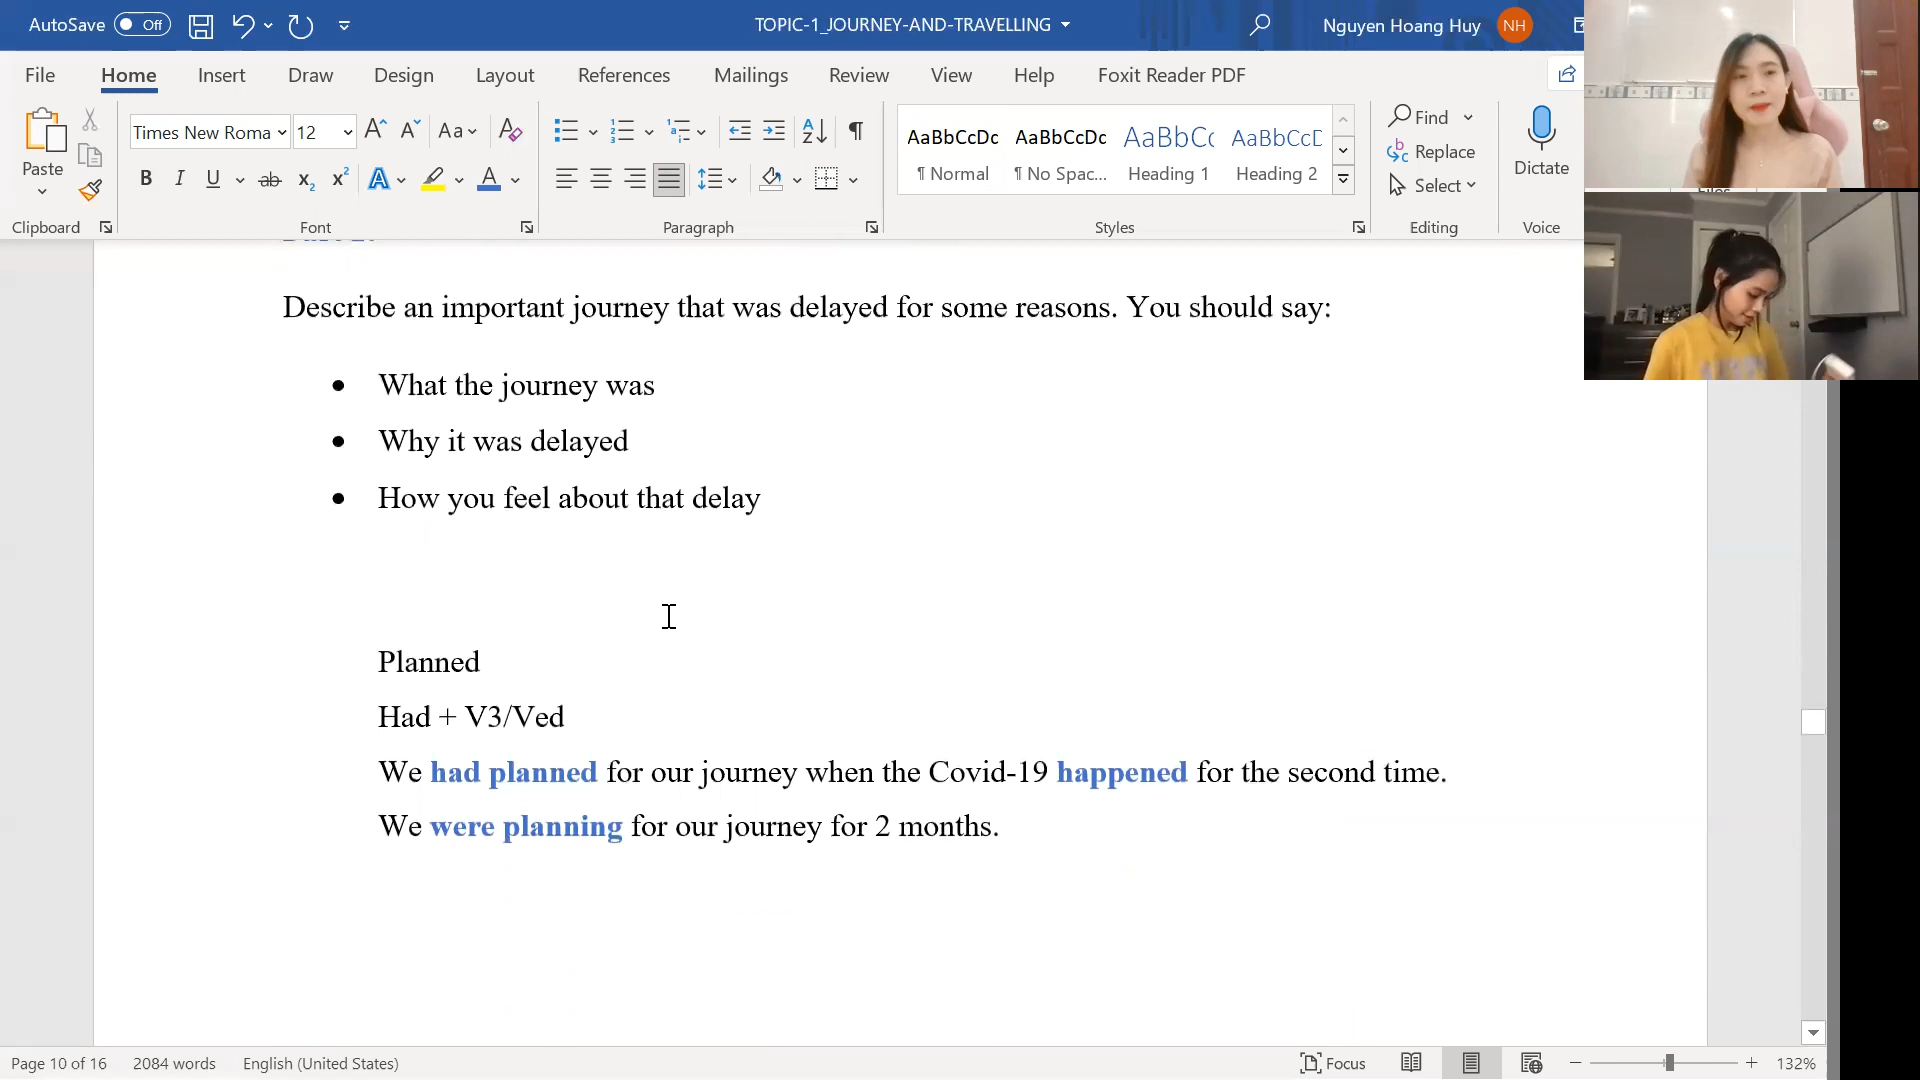 AutoSave Off TOPIC-1_JOURNEY-AND-TRAVELLING Nguyen Hoang Huy NH
File Home Insert Draw Design Layout References Mailings Review View Help Foxit Reader PDF
Paste
Clipboard
Times New Roma 12
Aa
B I U ab x2 x2 A A
Font
Paragraph
AaBbCcDc AaBbCcDc AaBbCc AaBbCcD
¶ Normal ¶ No Spac... Heading 1 Heading 2
Styles
Find
Replace
Select
Editing
Dictate
Voice
Describe an important journey that was delayed for some reasons. You should say:
• What the journey was
• Why it was delayed
• How you feel about that delay
Planned
Had + V3/Ved
We had planned for our journey when the Covid-19 happened for the second time.
We were planning for our journey for 2 months.
Page 10 of 16 2084 words English (United States) Focus 132%